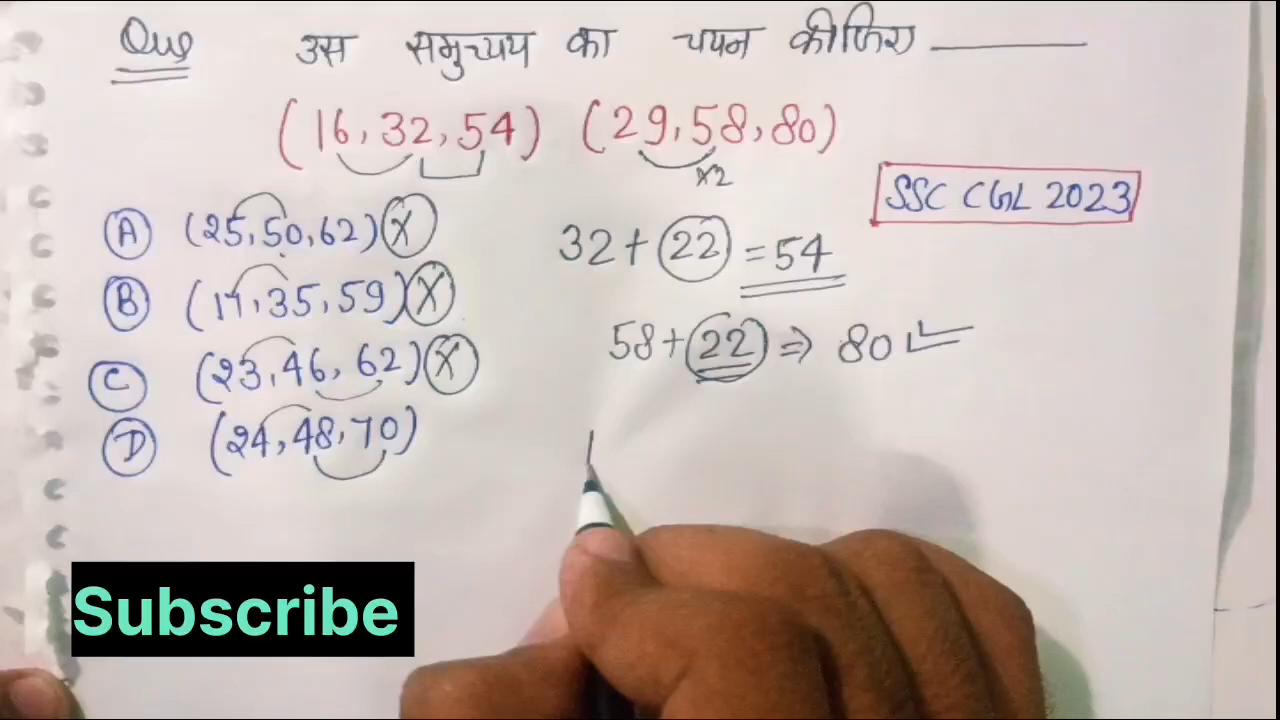 Que उस समुच्चय का चयन कीजिए ________
(16, 32, 54) (29, 58, 80)
×2
SSC CGL 2023
(A) (25, 50, 62) (X)
32 + (22) = 54
(B) (17, 35, 59) (X)
58 + (22) ⇒ 80 ✓
(C) (23, 46, 62) (X)
(D) (24, 48, 70)
Subscribe